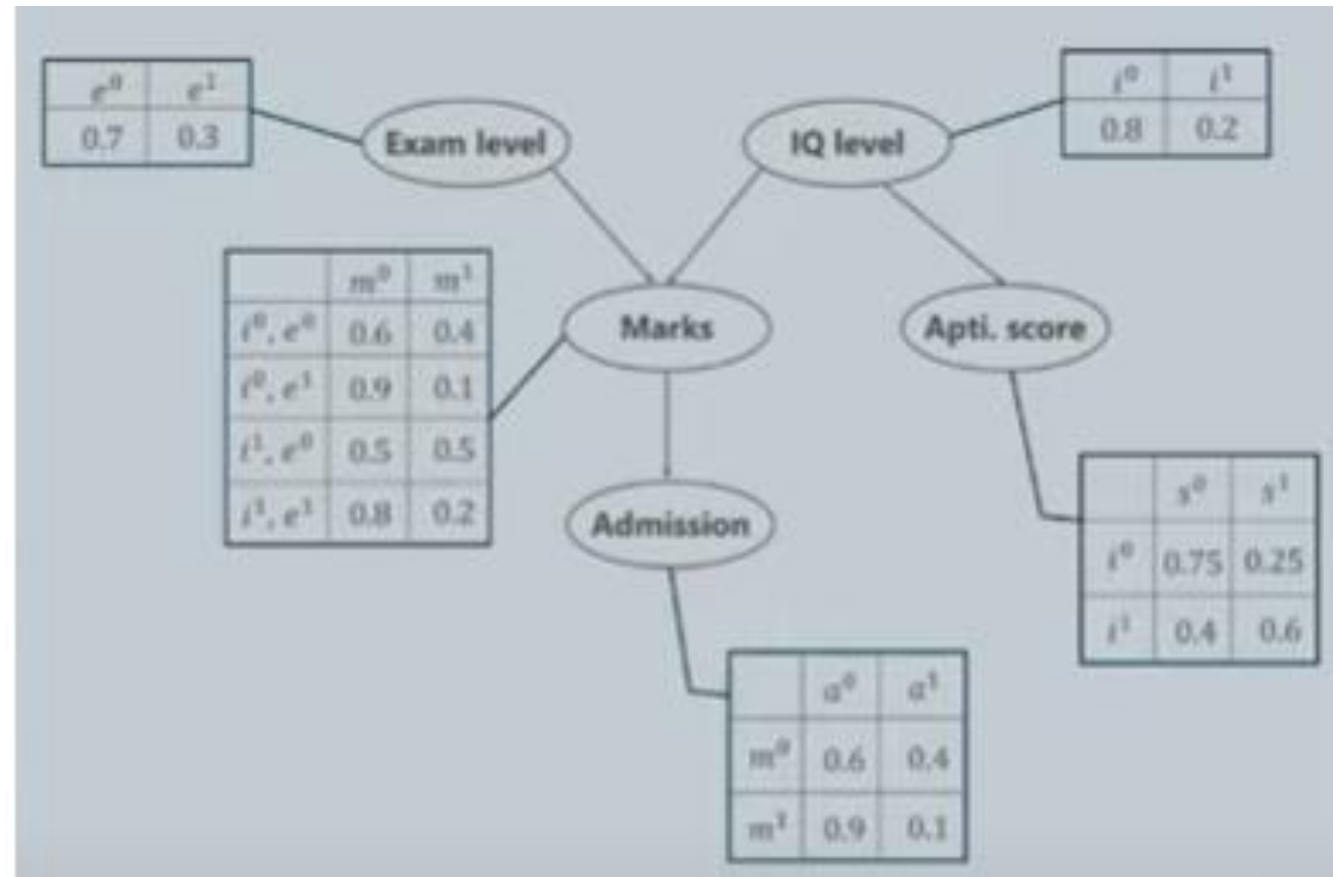 e⁰ e¹
0.7 0.3
Exam level
IQ level
i⁰ i¹
0.8 0.2
m⁰ m¹
i⁰, e⁰ 0.6 0.4
i⁰, e¹ 0.9 0.1
i¹, e⁰ 0.5 0.5
i¹, e¹ 0.8 0.2
Marks
Apti. score
Admission
s⁰ s¹
i⁰ 0.75 0.25
i¹ 0.4 0.6
a⁰ a¹
m⁰ 0.6 0.4
m¹ 0.9 0.1